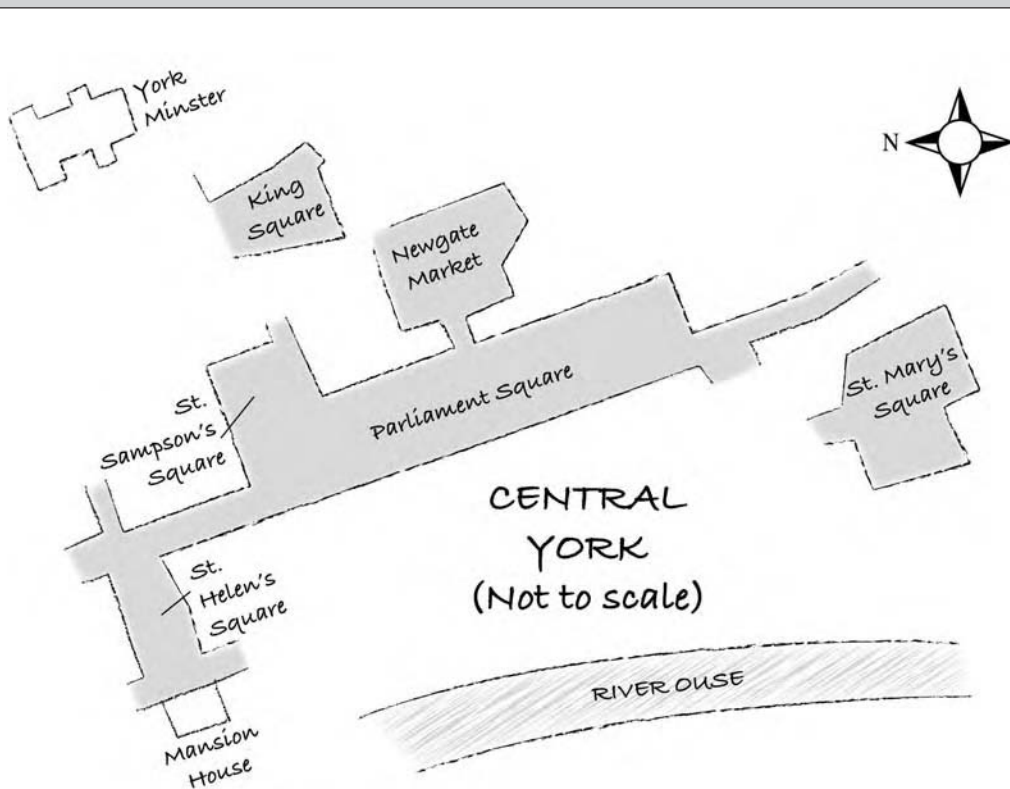 York
Minster
N
King
Square
Newgate
Market
St.
Sampson's
Square
Parliament Square
St. Mary's
Square
CENTRAL
YORK
(Not to scale)
St.
Helen's
Square
RIVER OUSE
Mansion
House